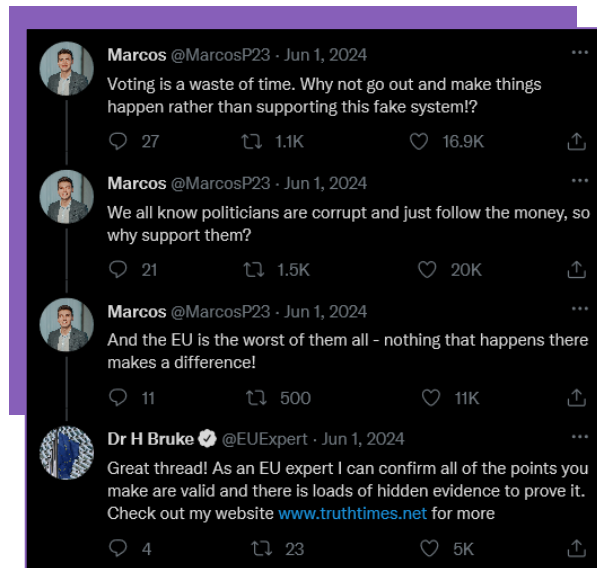 Marcos @MarcosP23 · Jun 1, 2024
Voting is a waste of time. Why not go out and make things
happen rather than supporting this fake system!?
27 1.1K 16.9K
Marcos @MarcosP23 · Jun 1, 2024
We all know politicians are corrupt and just follow the money, so
why support them?
21 1.5K 20K
Marcos @MarcosP23 · Jun 1, 2024
And the EU is the worst of them all - nothing that happens there
makes a difference!
11 500 11K
Dr H Bruke @EUExpert · Jun 1, 2024
Great thread! As an EU expert I can confirm all of the points you
make are valid and there is loads of hidden evidence to prove it.
Check out my website www.truthtimes.net for more
4 23 5K